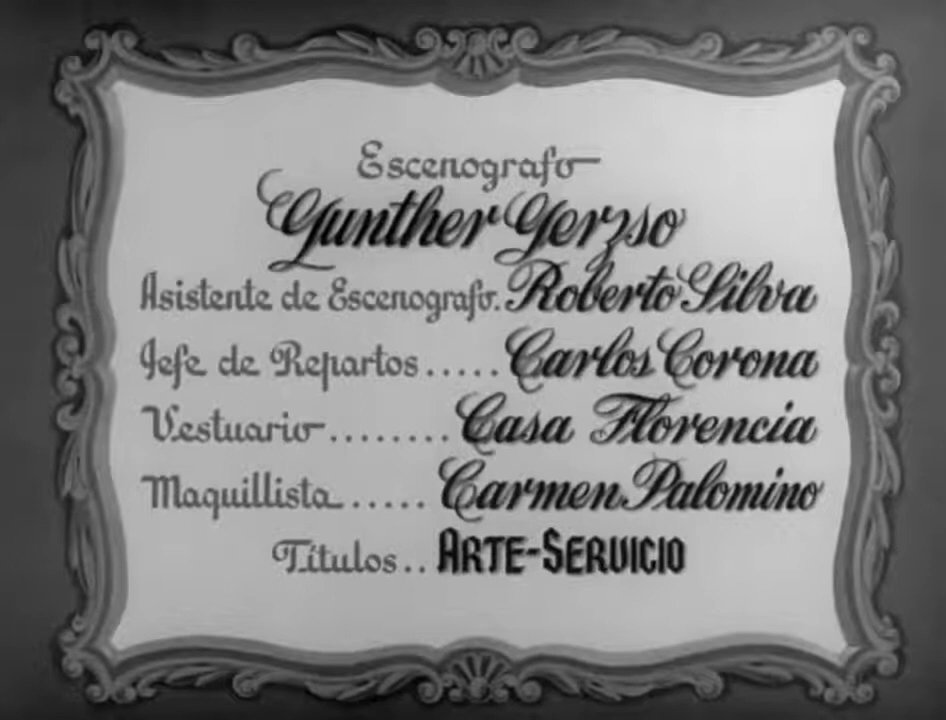 Escenografo
Gunther Gerzso
Asistente de Escenografo. Roberto Silva
Jefe de Repartos..... Carlos Corona
Vestuario........ Casa Florencia
Maquillista..... Carmen Palomino
Títulos.. ARTE-SERVICIO